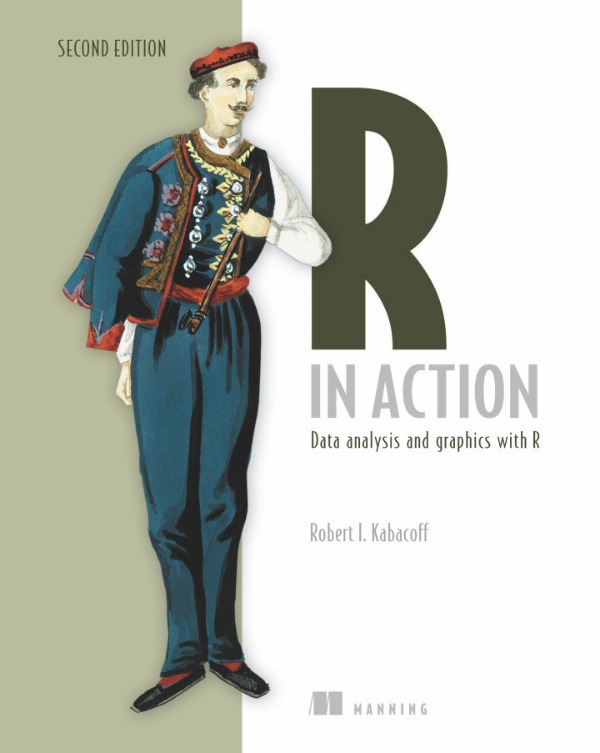 SECOND EDITION
R
IN ACTION
Data analysis and graphics with R
Robert I. Kabacoff
MANNING